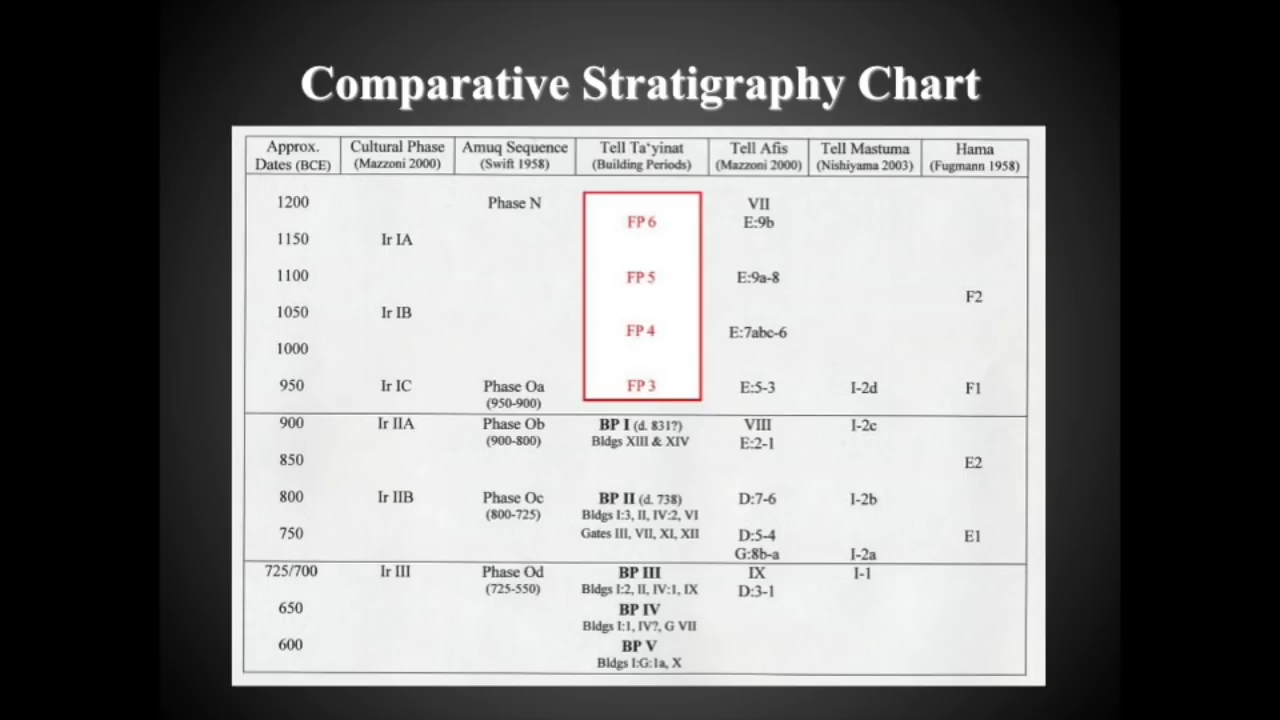 Comparative Stratigraphy Chart
Approx. Cultural Phase Amuq Sequence Tell Ta‘yinat Tell Afis Tell Mastuma Hama
Dates (BCE) (Mazzoni 2000) (Swift 1958) (Building Periods) (Mazzoni 2000) (Nishiyama 2003) (Fugmann 1958)
1200 Phase N VII
FP 6 E:9b
1150 Ir IA
1100 FP 5 E:9a-8
F2
1050 Ir IB
FP 4 E:7abc-6
1000
950 Ir IC Phase Oa FP 3 E:5-3 I-2d F1
(950-900)
900 Ir IIA Phase Ob BP I (d. 831?) VIII I-2c
(900-800) Bldgs XIII & XIV E:2-1
850 E2
800 Ir IIB Phase Oc BP II (d. 738) D:7-6 I-2b
(800-725) Bldgs I:3, II, IV:2, VI
750 Gates III, VII, XI, XII D:5-4 E1
G:8b-a I-2a
725/700 Ir III Phase Od BP III IX I-1
(725-550) Bldgs I:2, II, IV:1, IX D:3-1
650 BP IV
Bldgs I:1, IV?, G VII
600 BP V
Bldgs I:G:1a, X